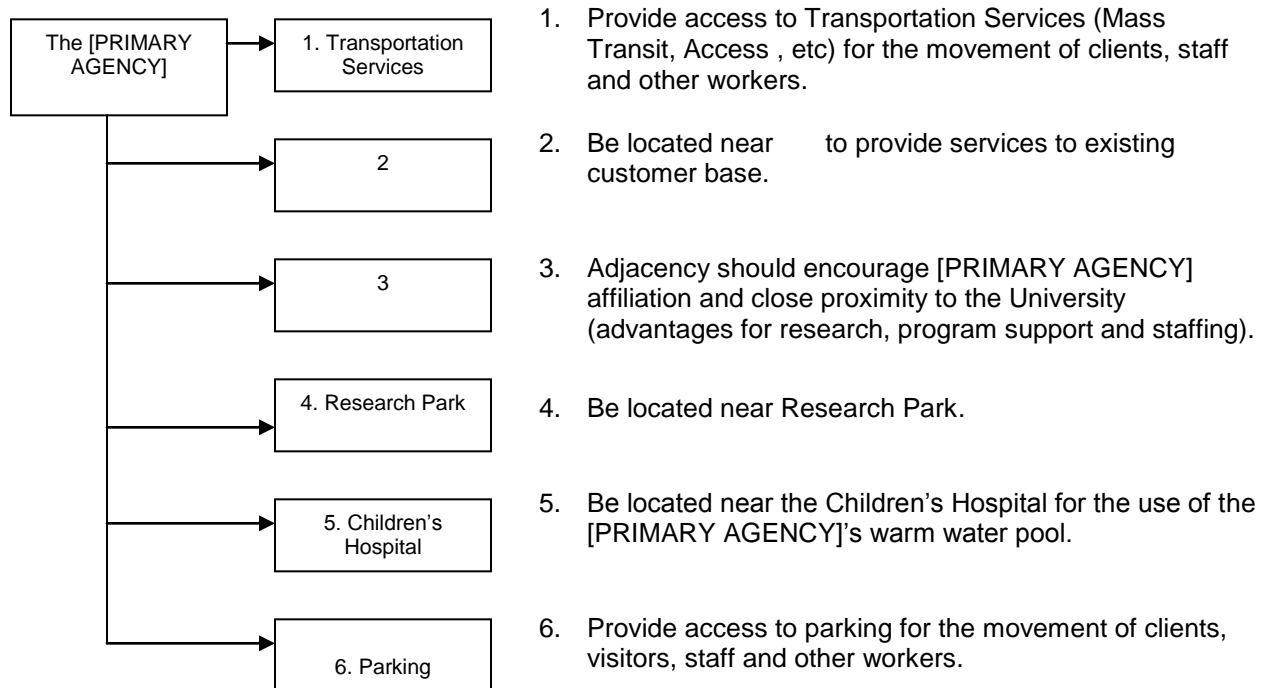 The [PRIMARY
AGENCY]
1. Transportation
Services
2
3
4. Research Park
5. Children's
Hospital
6. Parking
1. Provide access to Transportation Services (Mass
Transit, Access , etc) for the movement of clients, staff
and other workers.
2. Be located near to provide services to existing
customer base.
3. Adjacency should encourage [PRIMARY AGENCY]
affiliation and close proximity to the University
(advantages for research, program support and staffing).
4. Be located near Research Park.
5. Be located near the Children's Hospital for the use of the
[PRIMARY AGENCY]'s warm water pool.
6. Provide access to parking for the movement of clients,
visitors, staff and other workers.